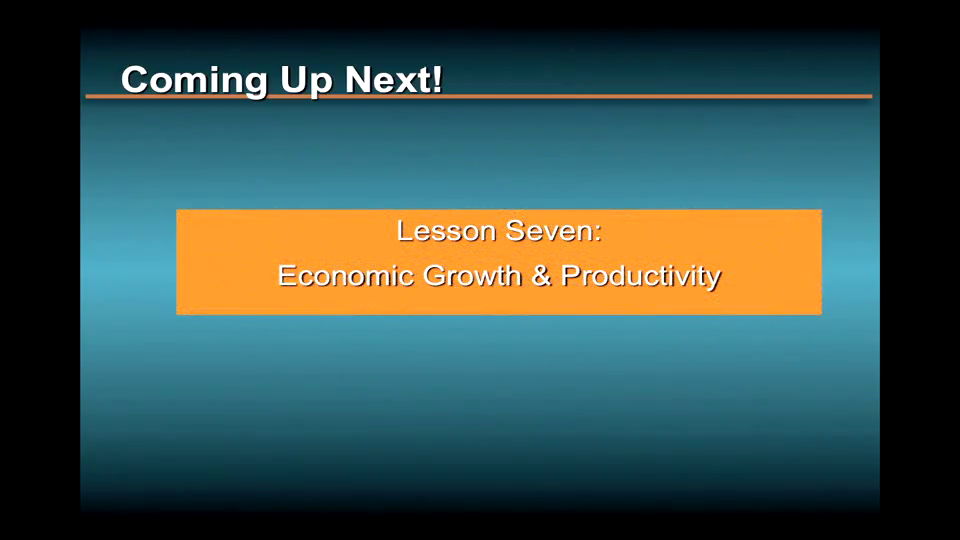 Coming Up Next!
Lesson Seven:
Economic Growth & Productivity